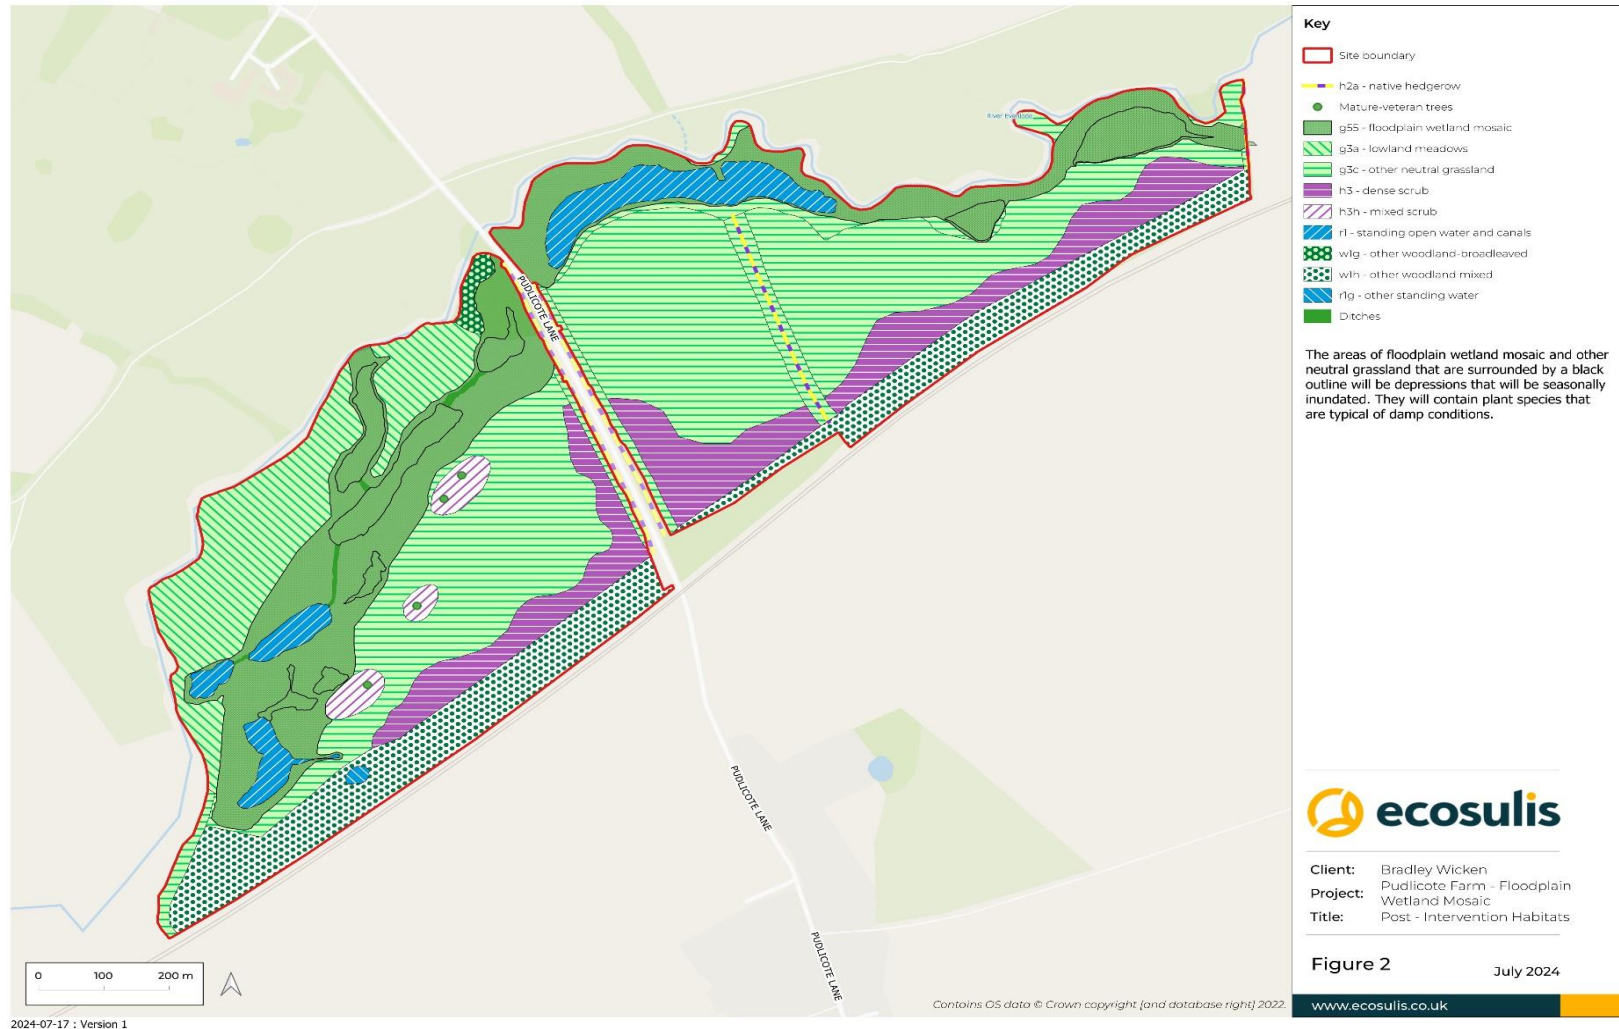 Key
Site boundary
h2a - native hedgerow
Mature-veteran trees
g55 - floodplain wetland mosaic
g3a - lowland meadows
g3c - other neutral grassland
h3 - dense scrub
h3h - mixed scrub
r1 - standing open water and canals
w1g - other woodland-broadleaved
w1h - other woodland mixed
r1g - other standing water
Ditches
The areas of floodplain wetland mosaic and other
neutral grassland that are surrounded by a black
outline will be depressions that will be seasonally
inundated. They will contain plant species that
are typical of damp conditions.
River Evenlode
PUDLICOTE LANE
PUDLICOTE LANE
PUDLICOTE LANE
ecosulis
Client: Bradley Wicken
Project: Pudlicote Farm - Floodplain
Wetland Mosaic
Title: Post - Intervention Habitats
Figure 2
July 2024
www.ecosulis.co.uk
0 100 200 m
Contains OS data © Crown copyright [and database right] 2022.
2024-07-17 : Version 1